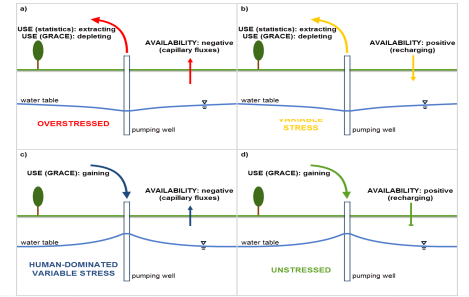 a)
USE (statistics): extracting
USE (GRACE): depleting
AVAILABILITY: negative
(capillary fluxes)
water table
OVERSTRESSED
pumping well
b)
USE (statistics): extracting
USE (GRACE): depleting
AVAILABILITY: positive
(recharging)
water table
VARIABLE
STRESS
pumping well
c)
USE (GRACE): gaining
AVAILABILITY: negative
(capillary fluxes)
water table
HUMAN-DOMINATED
VARIABLE STRESS
pumping well
d)
USE (GRACE): gaining
AVAILABILITY: positive
(recharging)
water table
UNSTRESSED
pumping well